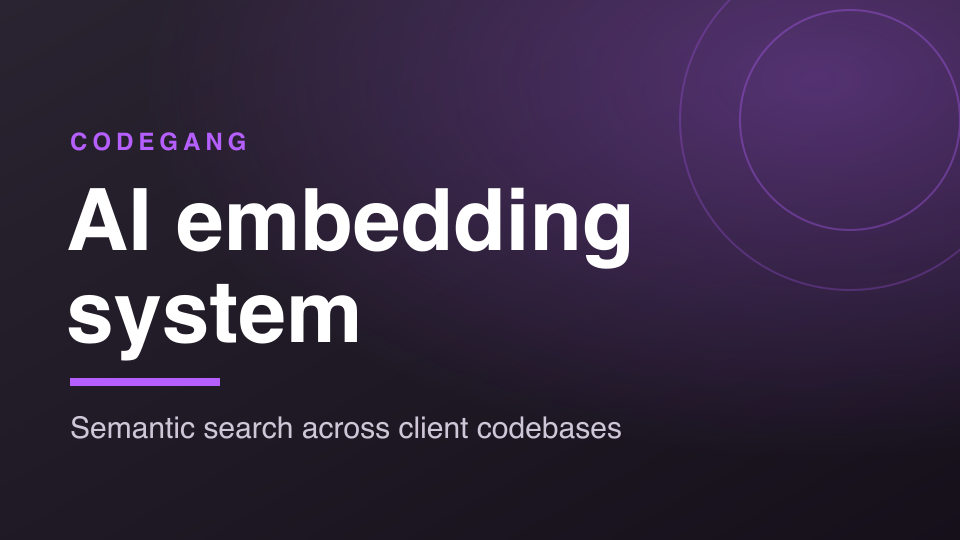 CODEGANG
AI embedding
system
Semantic search across client codebases